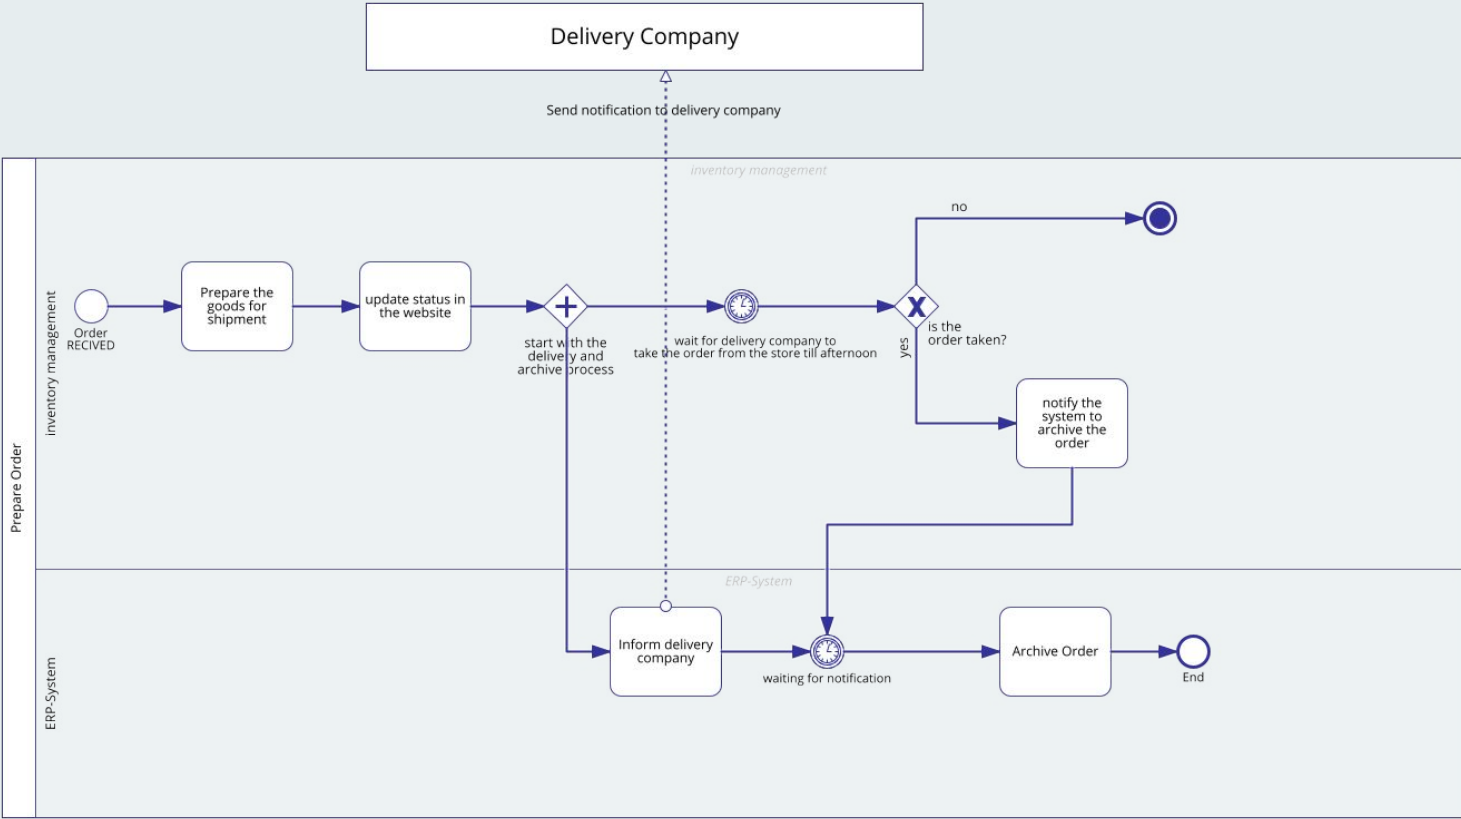 Delivery Company
Send notification to delivery company
Prepare Order
inventory management
inventory management
Order
RECIVED
Prepare the
goods for
shipment
update status in
the website
start with the
delivery and
archive process
wait for delivery company to
take the order from the store till afternoon
is the
order taken?
no
yes
notify the
system to
archive the
order
ERP-System
ERP-System
Inform delivery
company
waiting for notification
Archive Order
End